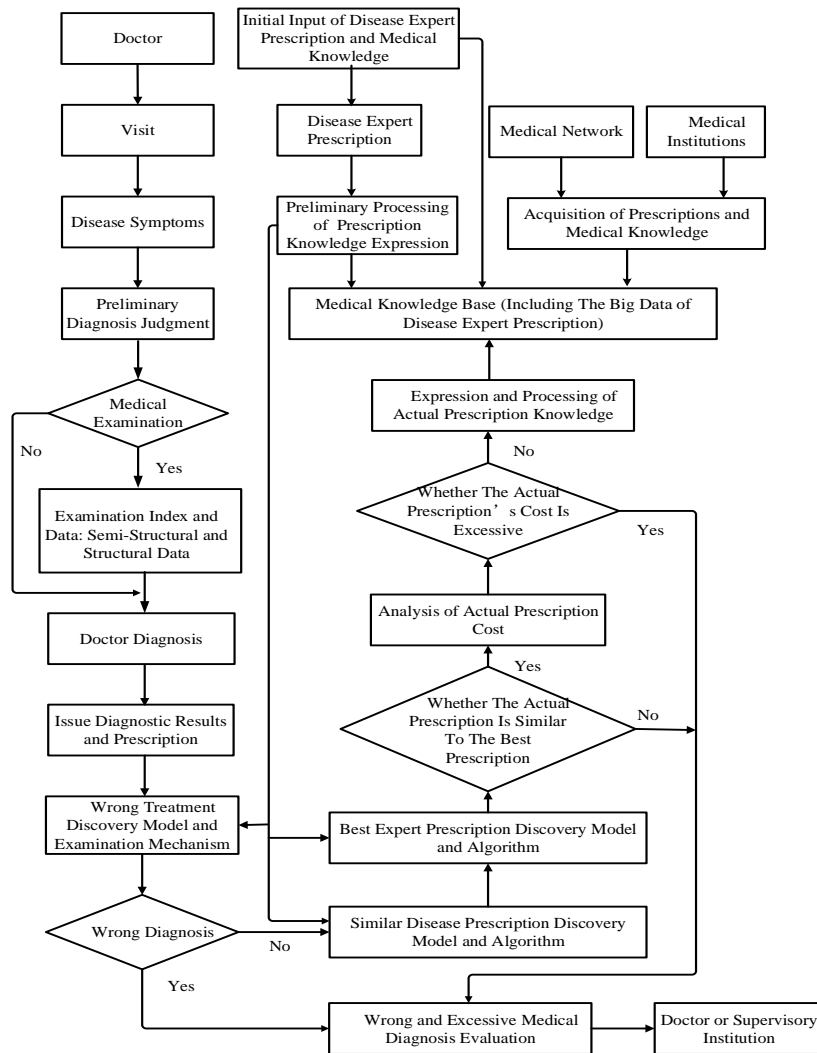 Doctor
Visit
Disease Symptoms
Preliminary
Diagnosis Judgment
Medical
Examination
No
Yes
Examination Index and
Data: Semi-Structural and
Structural Data
Doctor Diagnosis
Issue Diagnostic Results
and Prescription
Wrong Treatment
Discovery Model and
Examination Mechanism
Wrong Diagnosis
No
Yes
Initial Input of Disease Expert
Prescription and Medical
Knowledge
Disease Expert
Prescription
Preliminary Processing
of Prescription
Knowledge Expression
Medical Network
Medical
Institutions
Acquisition of Prescriptions and
Medical Knowledge
Medical Knowledge Base (Including The Big Data of
Disease Expert Prescription)
Expression and Processing of
Actual Prescription Knowledge
No
Whether The Actual
Prescription’s Cost Is
Excessive
Yes
Analysis of Actual Prescription
Cost
Yes
Whether The Actual
Prescription Is Similar
To The Best
Prescription
No
Best Expert Prescription Discovery Model
and Algorithm
Similar Disease Prescription Discovery
Model and Algorithm
Wrong and Excessive Medical
Diagnosis Evaluation
Doctor or Supervisory
Institution